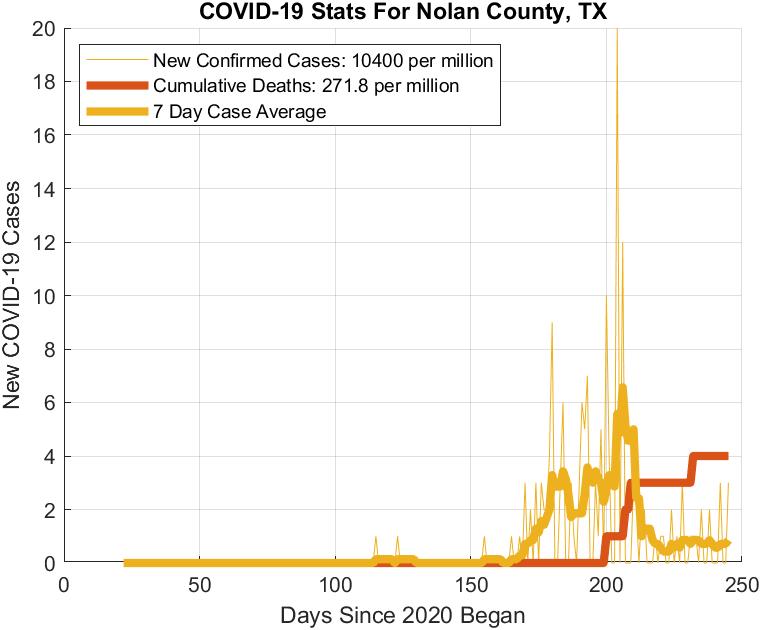 COVID-19 Stats For Nolan County, TX
20
18
16
14
12
10
8
6
4
2
0
New COVID-19 Cases
New Confirmed Cases: 10400 per million
Cumulative Deaths: 271.8 per million
7 Day Case Average
0 50 100 150 200 250
Days Since 2020 Began